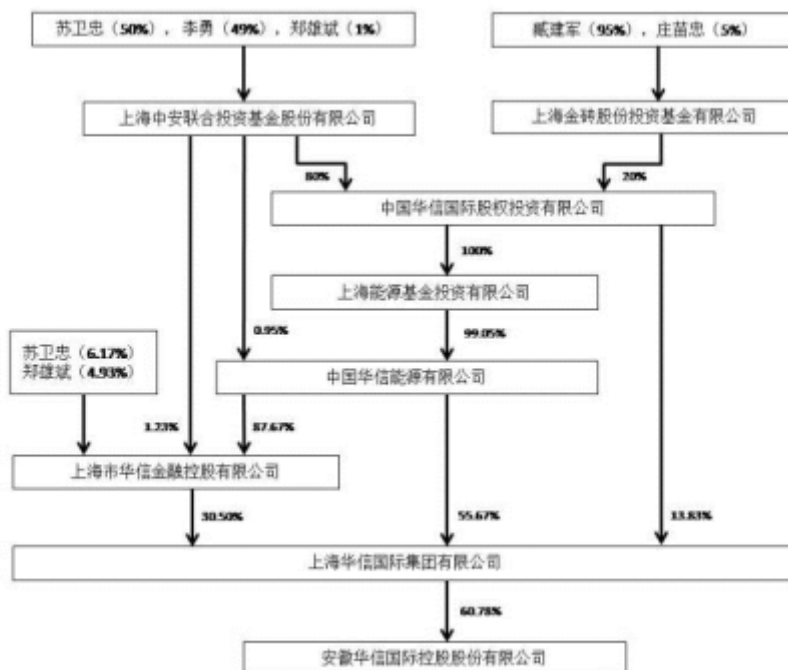 苏卫忠（50%），李勇（49%），郑雄斌（1%）
臧建军（95%），庄苗忠（5%）
上海中安联合投资基金股份有限公司
上海金砖股份投资基金有限公司
80%
20%
中国华信国际股权投资有限公司
100%
上海能源基金投资有限公司
0.95%
99.05%
苏卫忠（6.17%）
郑雄斌（4.93%）
中国华信能源有限公司
1.23%
87.67%
上海市华信金融控股有限公司
30.50%
55.67%
13.83%
上海华信国际集团有限公司
60.78%
安徽华信国际控股股份有限公司